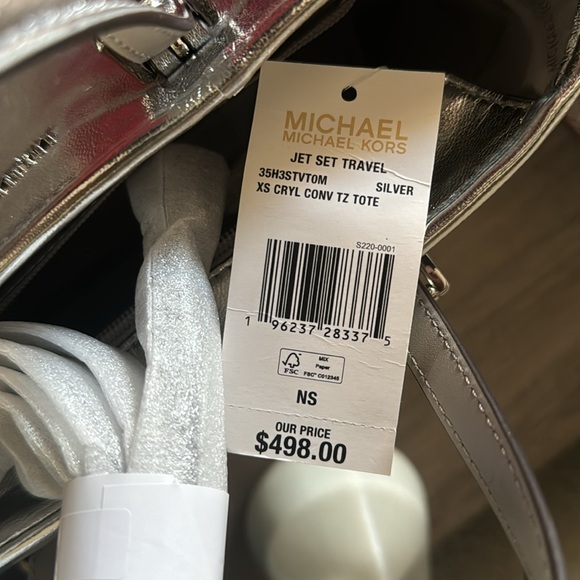 MICHAEL
MICHAEL KORS
JET SET TRAVEL
35H3STVT0M SILVER
XS CRYL CONV TZ TOTE
S220-0001
1 96237 28337 5
FSC
MIX
Paper
FSC® C012345
NS
OUR PRICE
$498.00